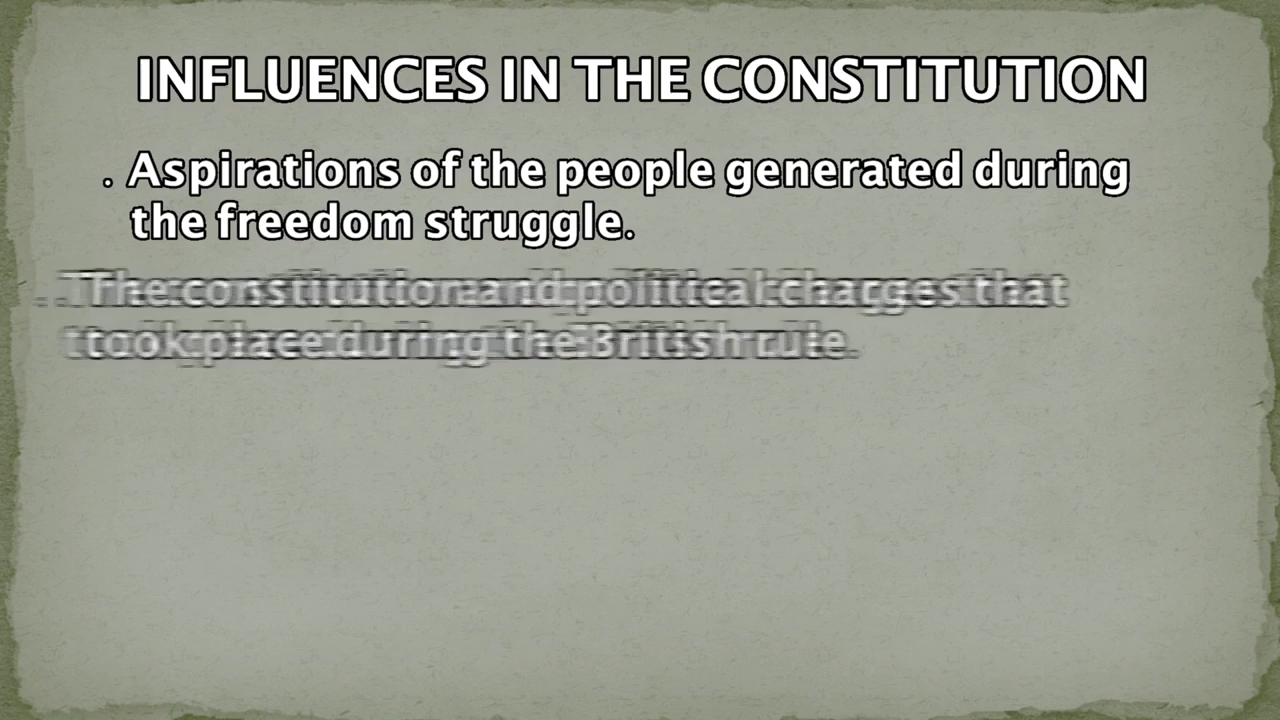 INFLUENCES IN THE CONSTITUTION
. Aspirations of the people generated during
the freedom struggle.
. The constitution and political changes that
took place during the British rule.